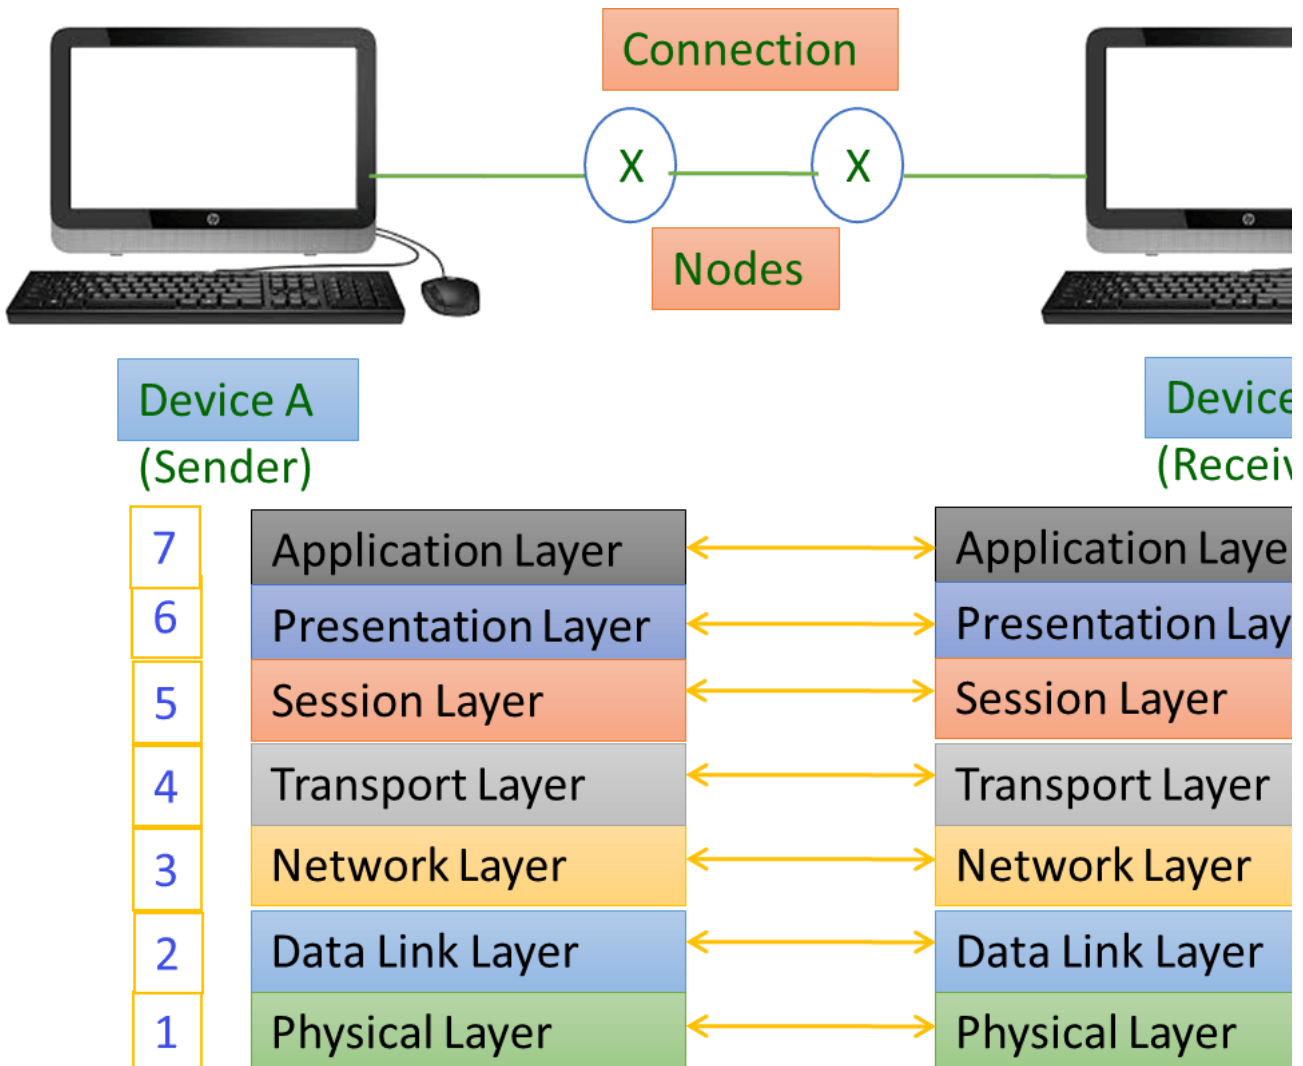 Connection
X X
Nodes
Device A
Device
(Sender)
(Receiv
7 Application Layer Application Laye
6 Presentation Layer Presentation Lay
5 Session Layer Session Layer
4 Transport Layer Transport Layer
3 Network Layer Network Layer
2 Data Link Layer Data Link Layer
1 Physical Layer Physical Layer